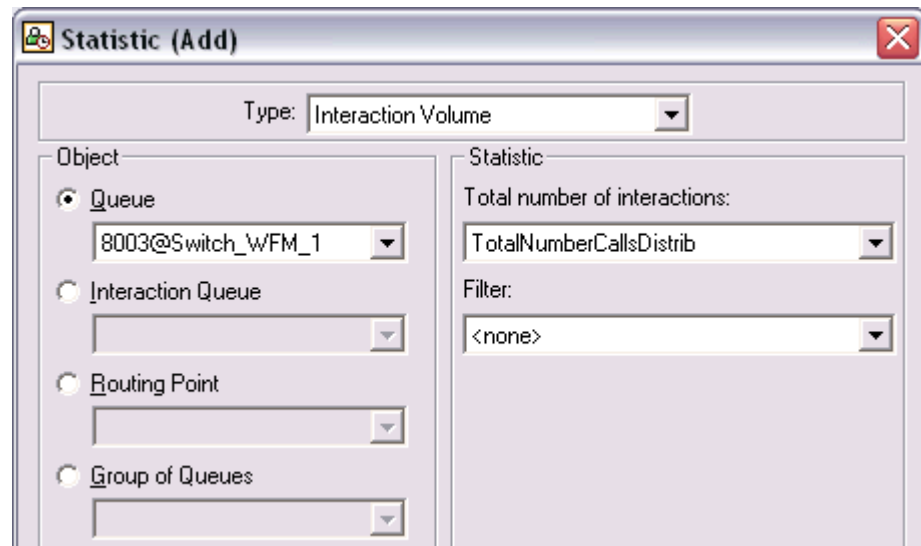 Statistic (Add)
Type: Interaction Volume
Object
Queue
8003@Switch_WFM_1
Interaction Queue
Routing Point
Group of Queues
Statistic
Total number of interactions:
TotalNumberCallsDistrib
Filter:
<none>